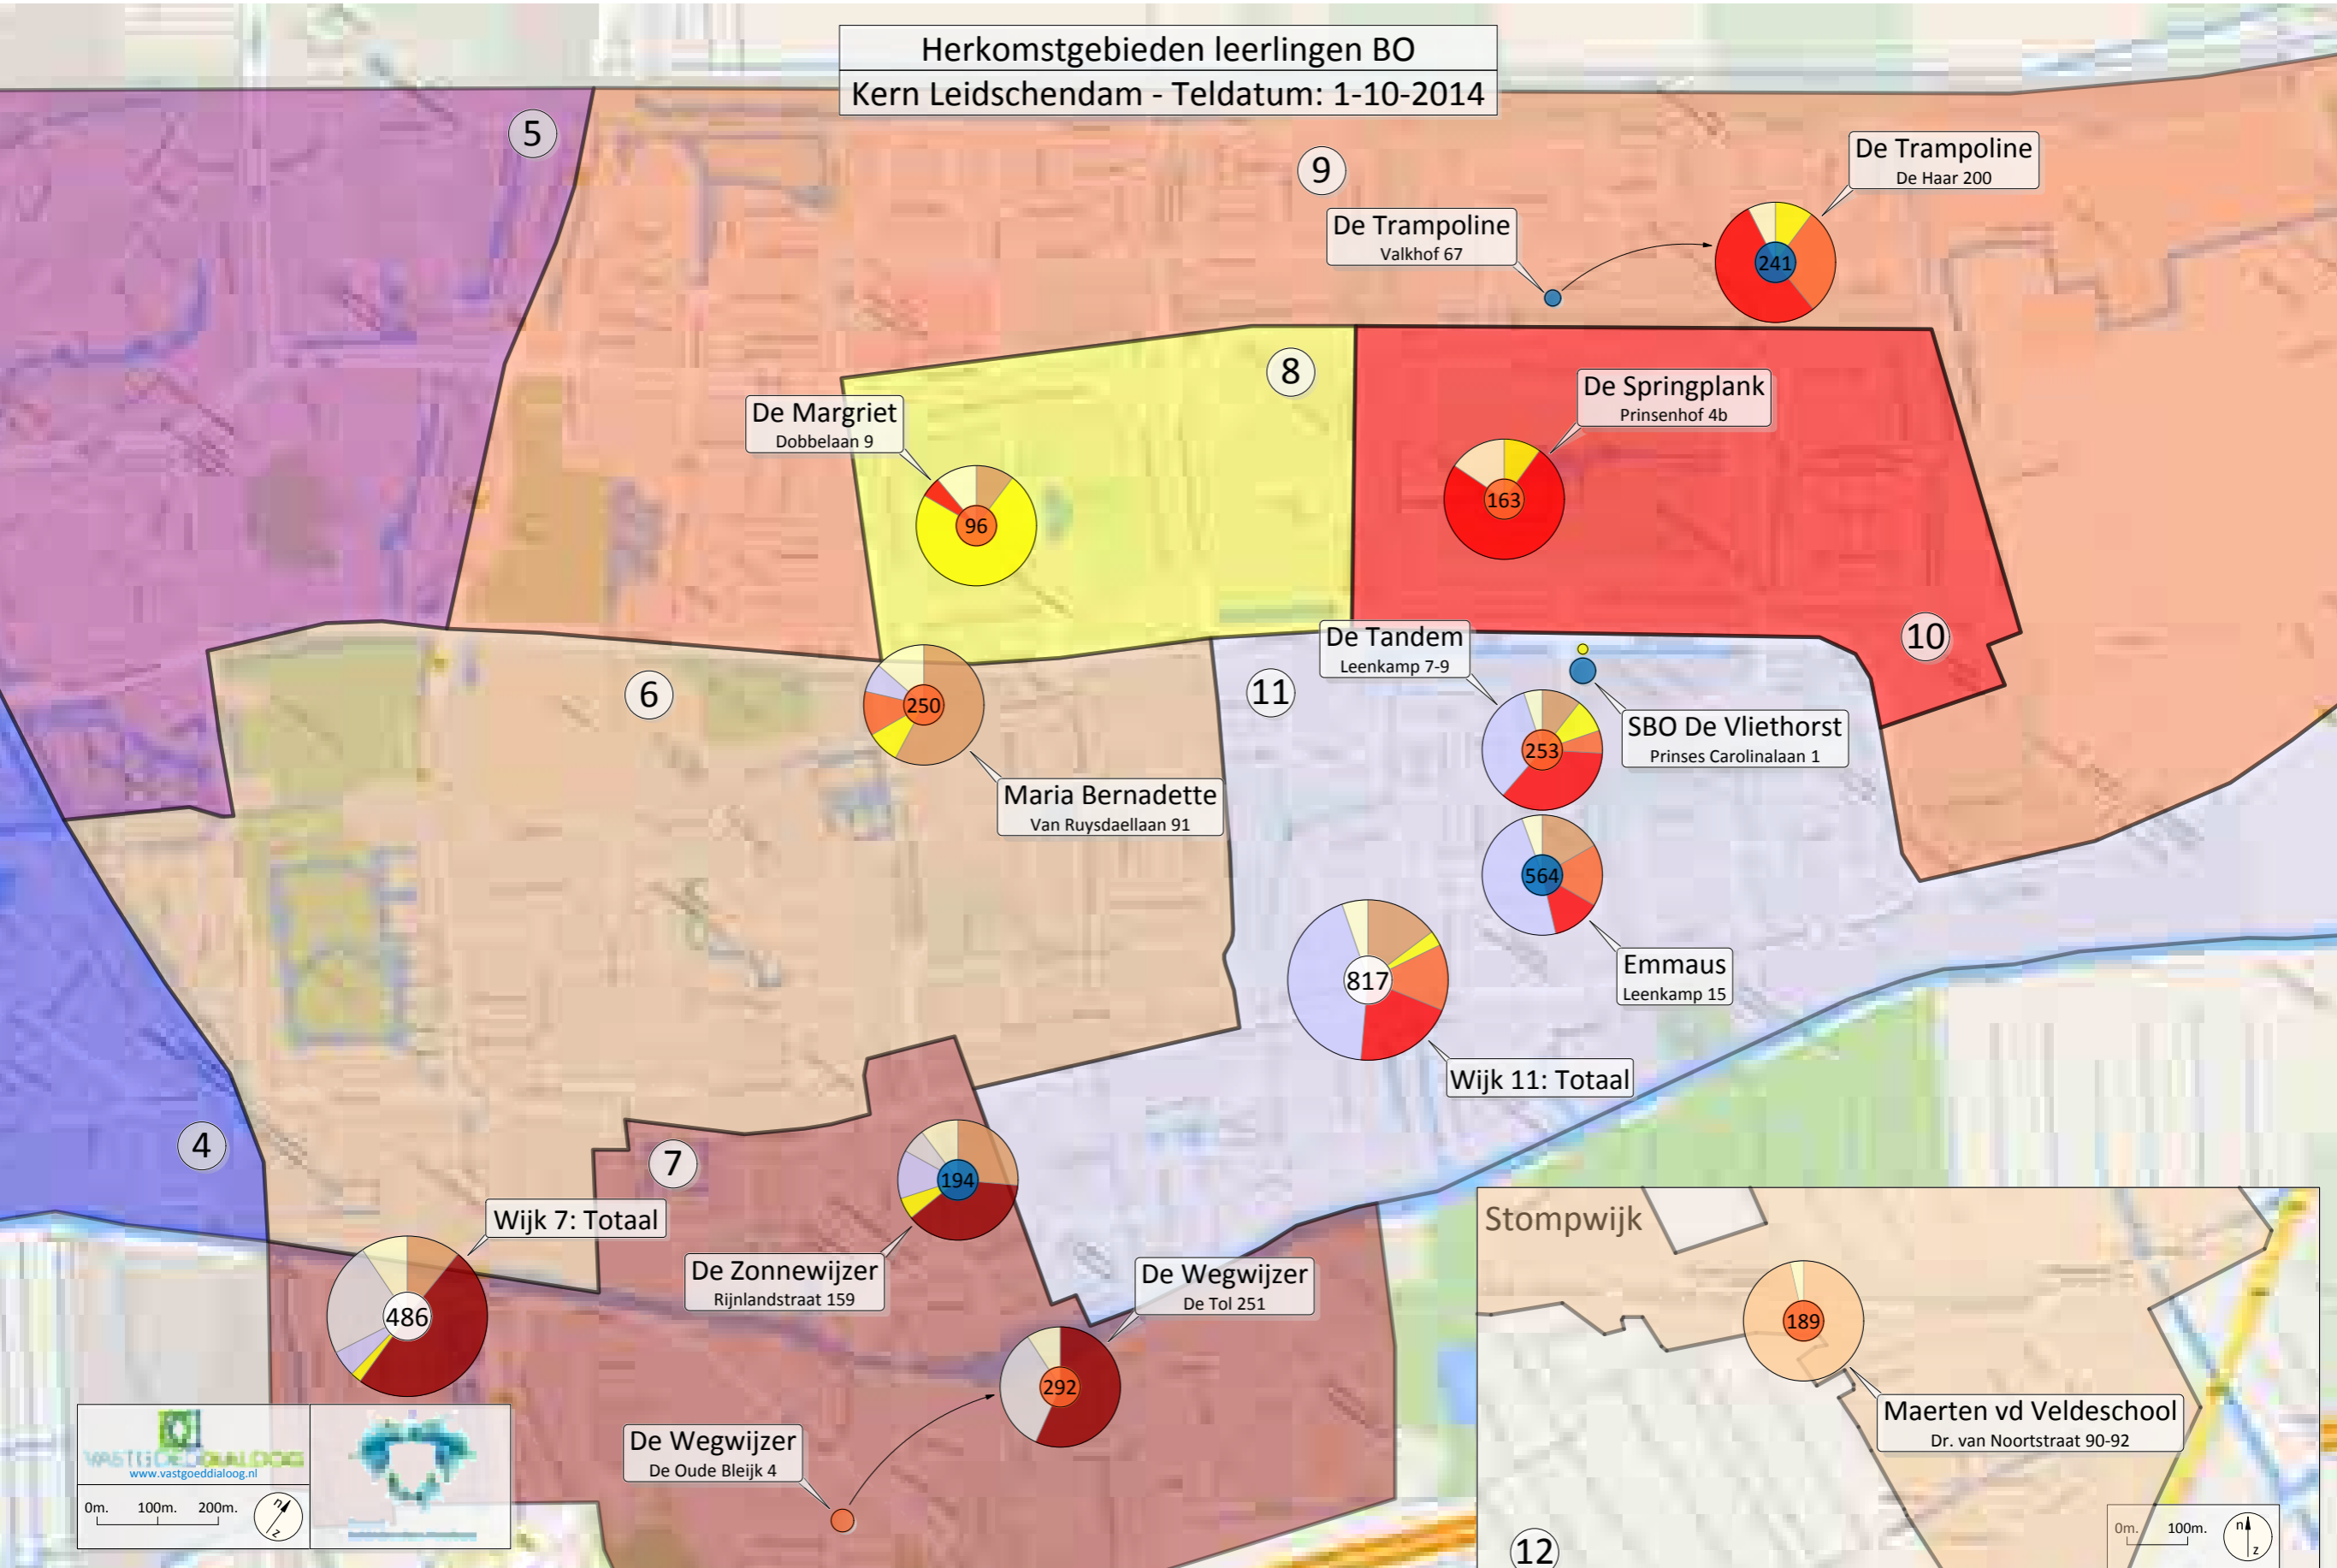 Herkomstgebieden leerlingen BO
Kern Leidschendam - Teldatum: 1-10-2014
5
9
De Trampoline
De Haar 200
De Trampoline
Valkhof 67
241
8
De Margriet
Dobbelaan 9
96
De Springplank
Prinsenhof 4b
163
10
6
250
Maria Bernadette
Van Ruysdaellaan 91
11
De Tandem
Leenkamp 7-9
253
SBO De Vliethorst
Prinses Carolinalaan 1
564
Emmaus
Leenkamp 15
817
Wijk 11: Totaal
4
7
194
De Zonnewijzer
Rijnlandstraat 159
Wijk 7: Totaal
486
De Wegwijzer
De Tol 251
292
De Wegwijzer
De Oude Bleijk 4
Stompwijk
189
Maerten vd Veldeschool
Dr. van Noortstraat 90-92
12
VASTGOEDDIALOOG
www.vastgoeddialoog.nl
0m. 100m. 200m.
n
z
0m. 100m.
n
z